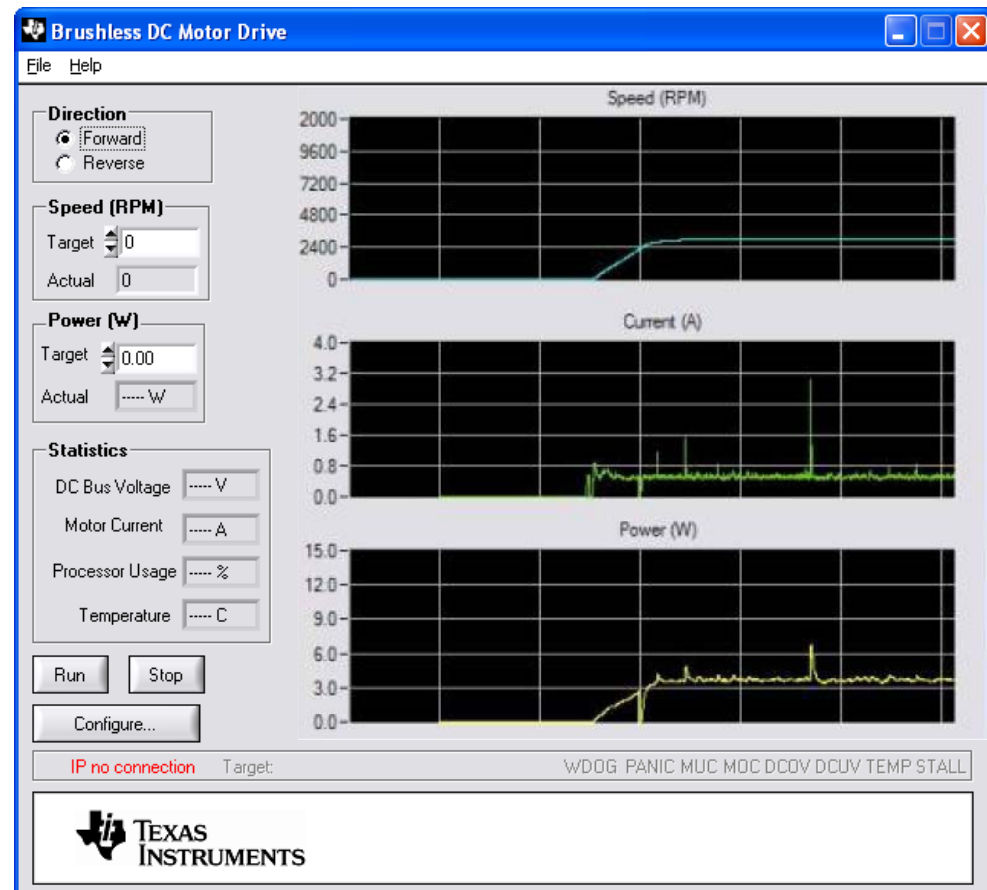 Brushless DC Motor Drive
File Help
Direction
Forward
Reverse
Speed (RPM)
Target 0
Actual 0
Power (W)
Target 0.00
Actual ----- W
Statistics
DC Bus Voltage ----- V
Motor Current ----- A
Processor Usage ----- %
Temperature ----- C
Run Stop
Configure...
Speed (RPM)
2000
9600
7200
4800
2400
0
Current (A)
4.0
3.2
2.4
1.6
0.8
0.0
Power (W)
15.0
12.0
9.0
6.0
3.0
0.0
IP no connection Target: WDOG PANIC MUC MOC DCOV DCUV TEMP STALL
TEXAS
INSTRUMENTS